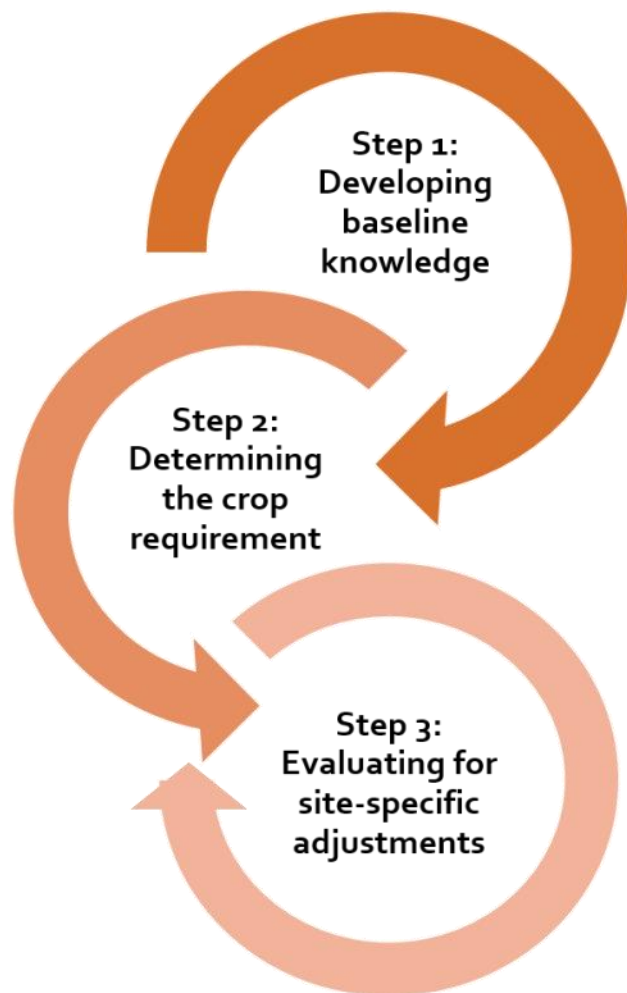 Step 1:
Developing
baseline
knowledge
Step 2:
Determining
the crop
requirement
Step 3:
Evaluating for
site-specific
adjustments